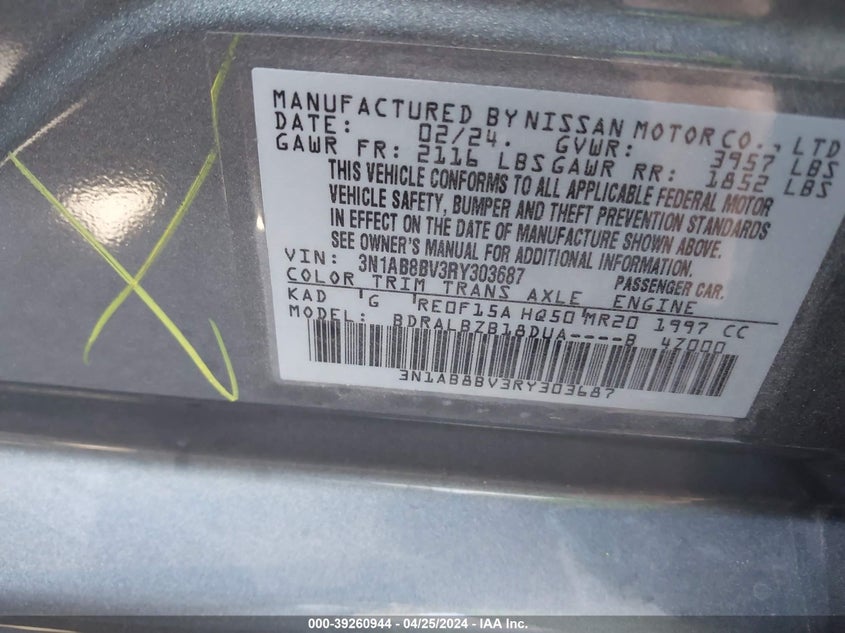 MANUFACTURED BY NISSAN MOTOR CO., LTD
DATE: 02/24. GVWR: 3957 LBS
GAWR FR: 2116 LBS GAWR RR: 1852 LBS
THIS VEHICLE CONFORMS TO ALL APPLICABLE FEDERAL MOTOR
VEHICLE SAFETY, BUMPER AND THEFT PREVENTION STANDARDS
IN EFFECT ON THE DATE OF MANUFACTURE SHOWN ABOVE.
SEE OWNER'S MANUAL FOR ADDITIONAL INFORMATION.
VIN: 3N1AB8BV3RY303687 PASSENGER CAR.
COLOR TRIM TRANS AXLE ENGINE
KAD G RE0F15A HQ50 MR20 1997 CC
MODEL: BDRALBZB18DUA----B 4Z000
3N1AB8BV3RY303687
000-39260944 - 04/25/2024 - IAA Inc.